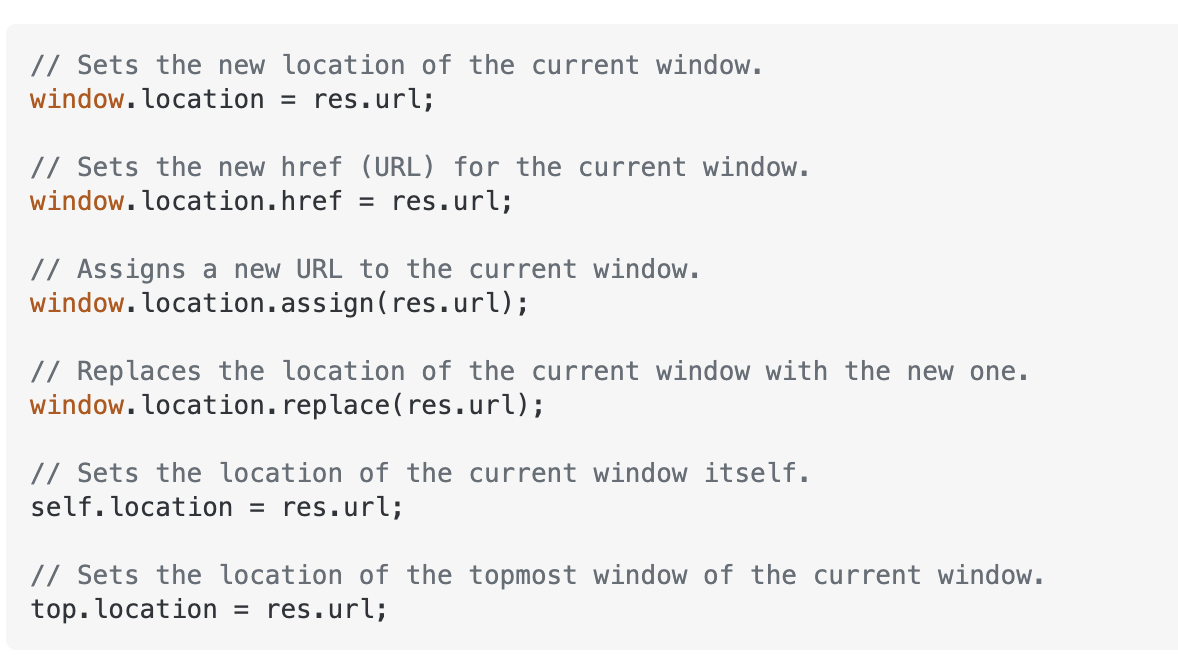 // Sets the new location of the current window.
window.location = res.url;
// Sets the new href (URL) for the current window.
window.location.href = res.url;
// Assigns a new URL to the current window.
window.location.assign(res.url);
// Replaces the location of the current window with the new one.
window.location.replace(res.url);
// Sets the location of the current window itself.
self.location = res.url;
// Sets the location of the topmost window of the current window.
top.location = res.url;